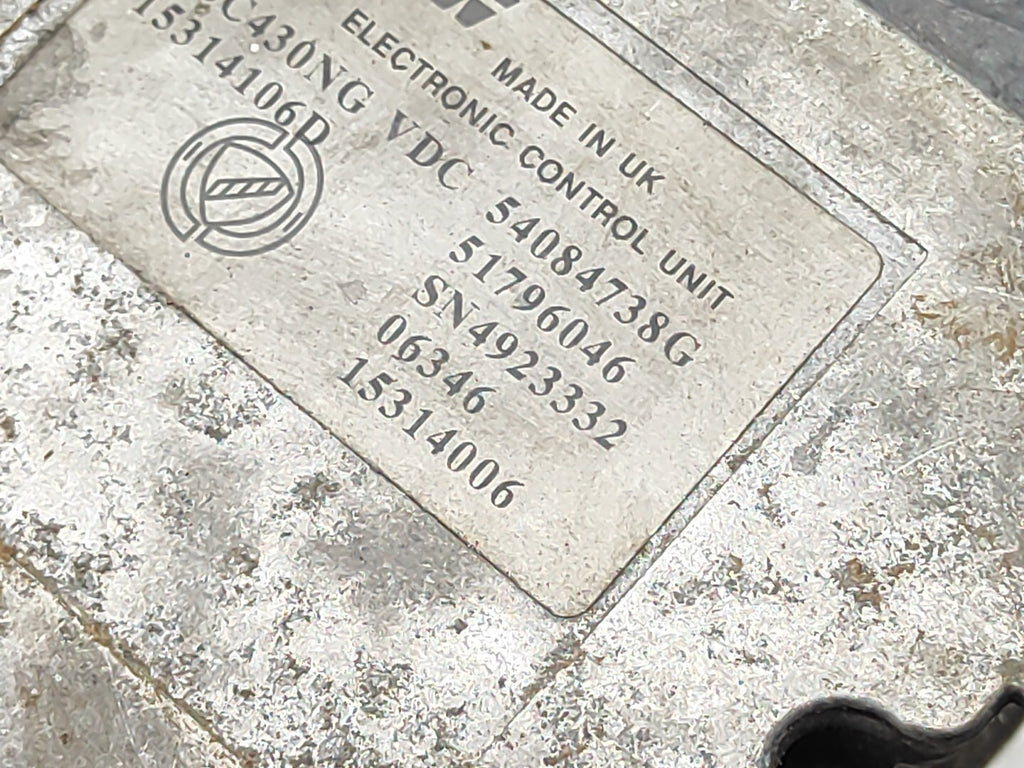 MADE IN UK
ELECTRONIC CONTROL UNIT
C430NG VDC 54084738G
15314106D 51796046
SN4923332
06346
15314006